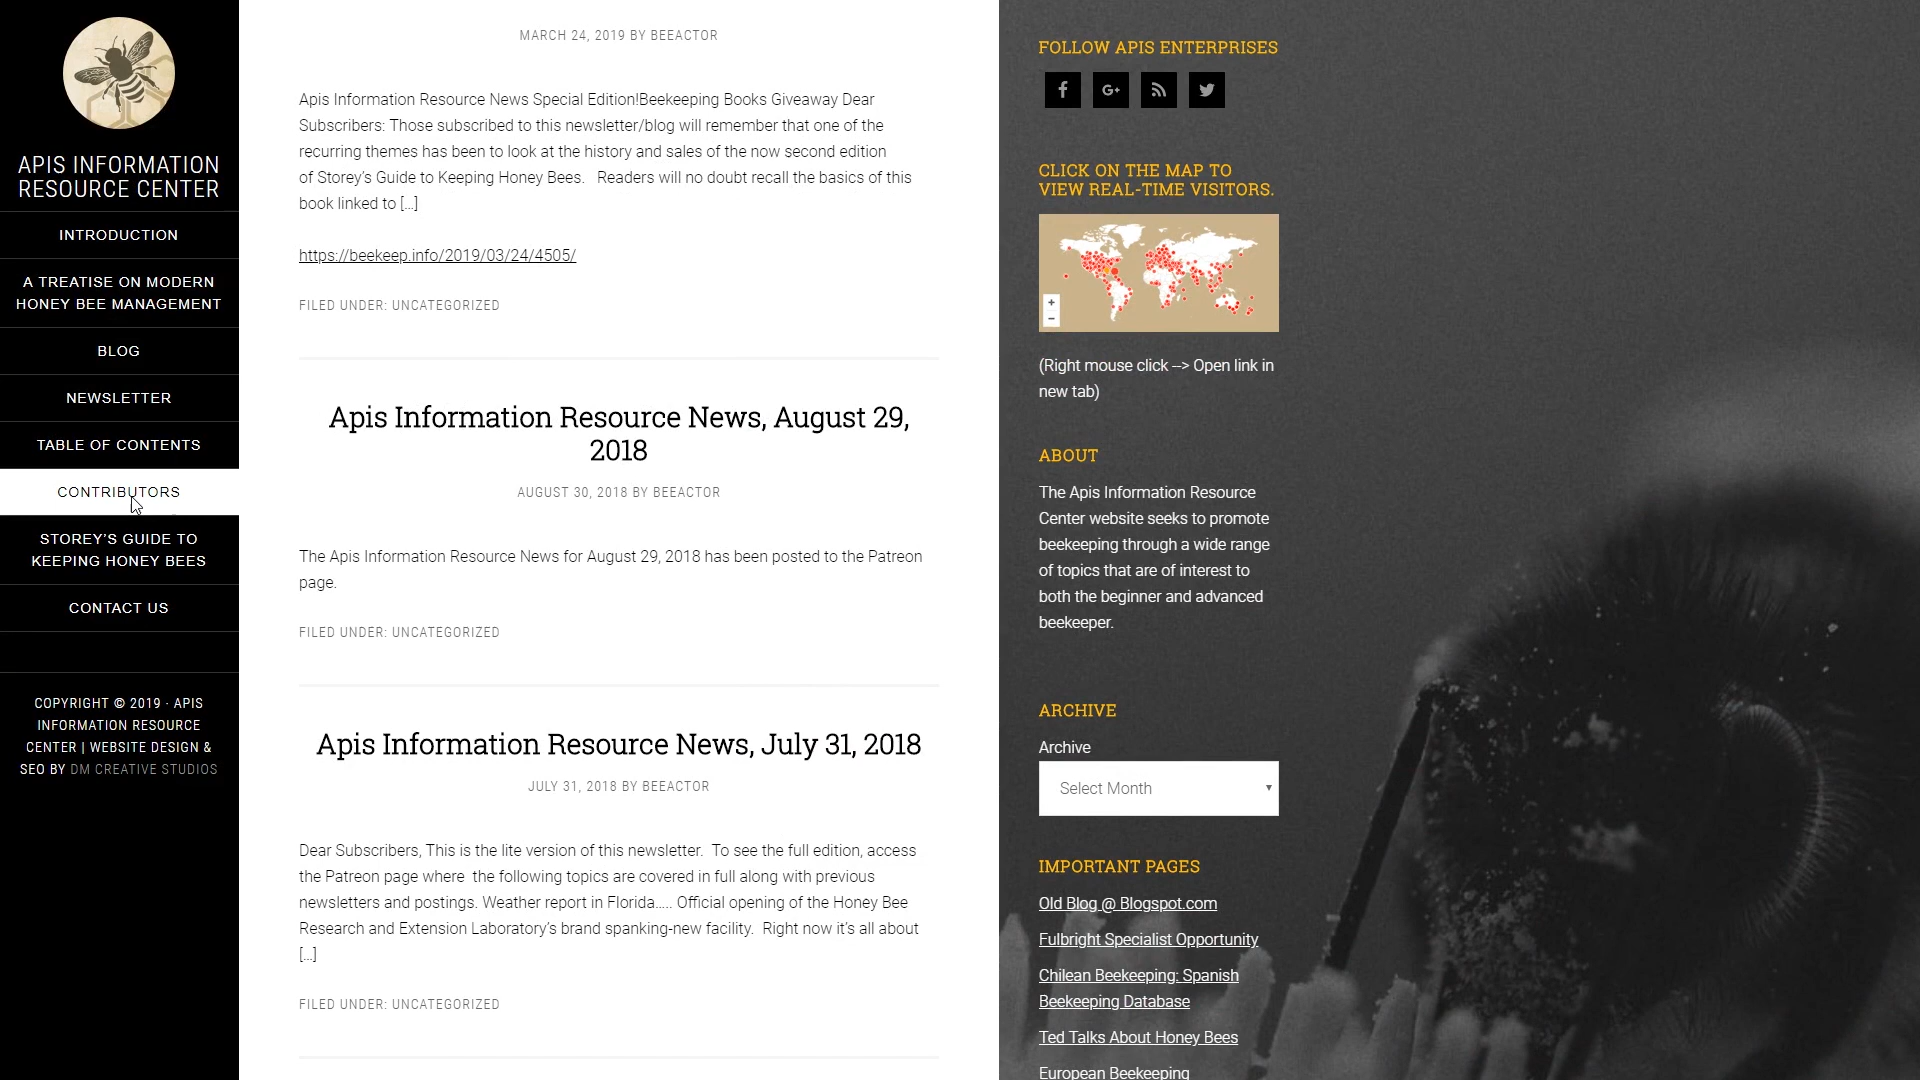 APIS INFORMATION
RESOURCE CENTER
INTRODUCTION
A TREATISE ON MODERN
HONEY BEE MANAGEMENT
BLOG
NEWSLETTER
TABLE OF CONTENTS
CONTRIBUTORS
STOREY'S GUIDE TO
KEEPING HONEY BEES
CONTACT US
COPYRIGHT © 2019 · APIS
INFORMATION RESOURCE
CENTER | WEBSITE DESIGN &
SEO BY DM CREATIVE STUDIOS
MARCH 24, 2019 BY BEEACTOR
Apis Information Resource News Special Edition!Beekeeping Books Giveaway Dear
Subscribers: Those subscribed to this newsletter/blog will remember that one of the
recurring themes has been to look at the history and sales of the now second edition
of Storey's Guide to Keeping Honey Bees.   Readers will no doubt recall the basics of this
book linked to […]
https://beekeep.info/2019/03/24/4505/
FILED UNDER: UNCATEGORIZED
Apis Information Resource News, August 29,
2018
AUGUST 30, 2018 BY BEEACTOR
The Apis Information Resource News for August 29, 2018 has been posted to the Patreon
page.
FILED UNDER: UNCATEGORIZED
Apis Information Resource News, July 31, 2018
JULY 31, 2018 BY BEEACTOR
Dear Subscribers, This is the lite version of this newsletter.  To see the full edition, access
the Patreon page where  the following topics are covered in full along with previous
newsletters and postings. Weather report in Florida….. Official opening of the Honey Bee
Research and Extension Laboratory's brand spanking-new facility.  Right now it's all about
[…]
FILED UNDER: UNCATEGORIZED
FOLLOW APIS ENTERPRISES
G+
CLICK ON THE MAP TO
VIEW REAL-TIME VISITORS.
+
−
(Right mouse click --> Open link in
new tab)
ABOUT
The Apis Information Resource
Center website seeks to promote
beekeeping through a wide range
of topics that are of interest to
both the beginner and advanced
beekeeper.
ARCHIVE
Archive
Select Month
IMPORTANT PAGES
Old Blog @ Blogspot.com
Fulbright Specialist Opportunity
Chilean Beekeeping: Spanish
Beekeeping Database
Ted Talks About Honey Bees
European Beekeeping